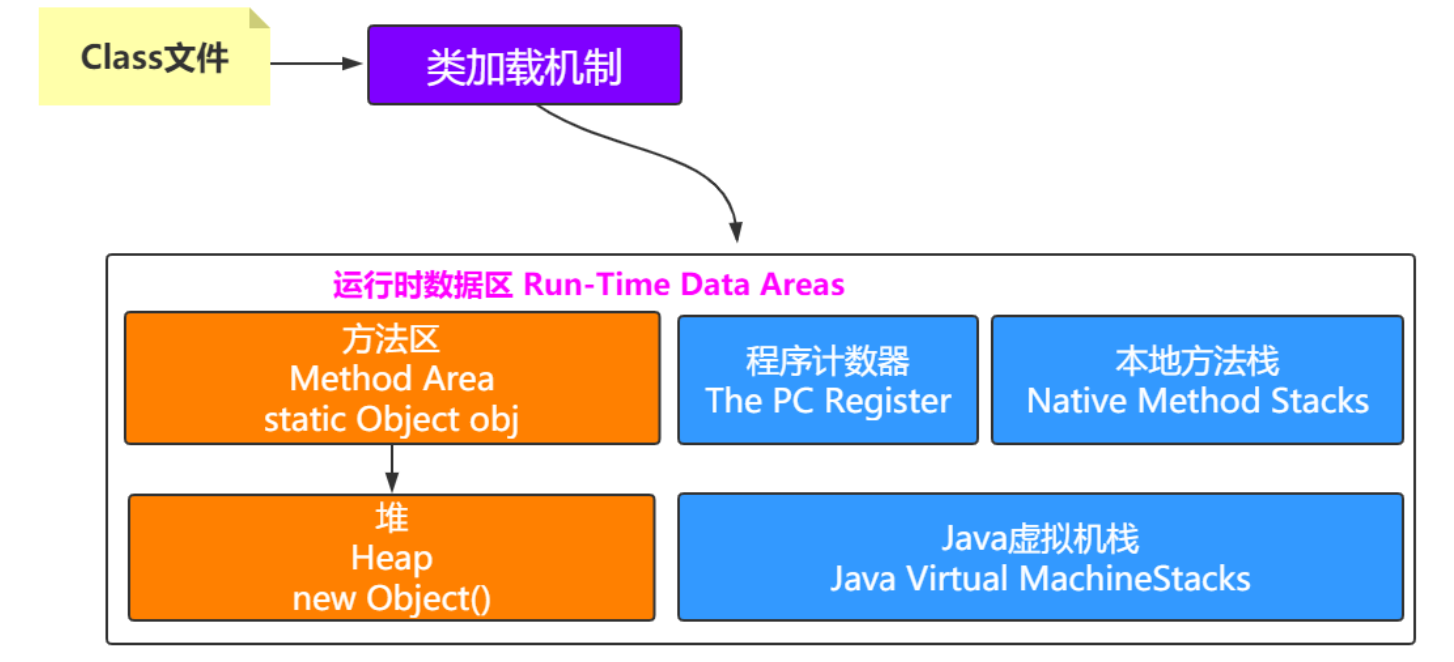 Class文件
类加载机制
运行时数据区 Run-Time Data Areas
方法区
Method Area
static Object obj
程序计数器
The PC Register
本地方法栈
Native Method Stacks
堆
Heap
new Object()
Java虚拟机栈
Java Virtual MachineStacks